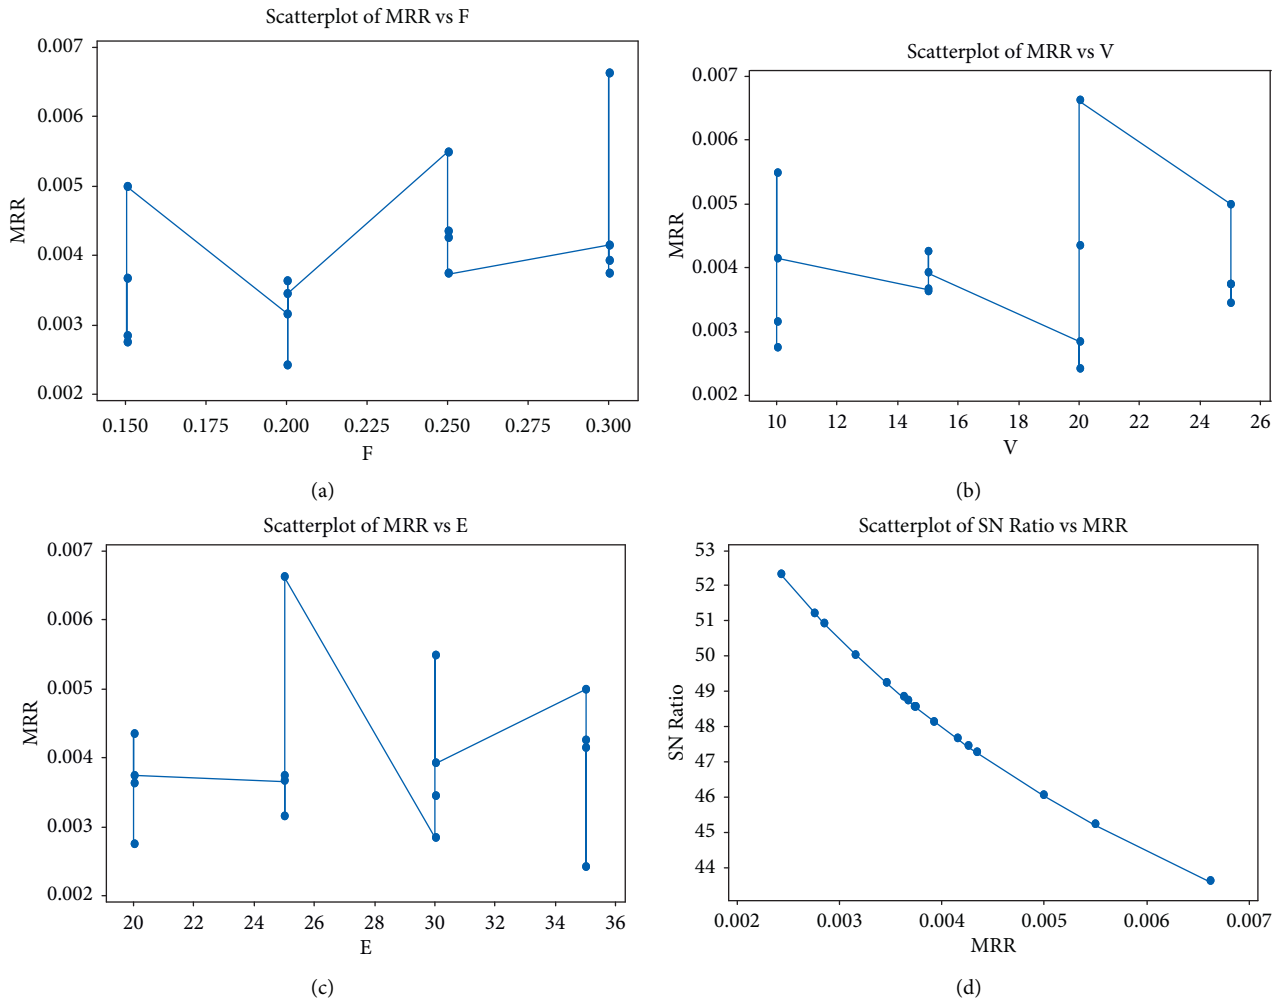 Scatterplot of MRR vs F
0.007
0.006
0.005
0.004
0.003
0.002
MRR
0.150 0.175 0.200 0.225 0.250 0.275 0.300
F
(a)
Scatterplot of MRR vs V
0.007
0.006
0.005
0.004
0.003
0.002
MRR
10 12 14 16 18 20 22 24 26
V
(b)
Scatterplot of MRR vs E
0.007
0.006
0.005
0.004
0.003
0.002
MRR
20 22 24 26 28 30 32 34 36
E
(c)
Scatterplot of SN Ratio vs MRR
53
52
51
50
49
48
47
46
45
44
SN Ratio
0.002 0.003 0.004 0.005 0.006 0.007
MRR
(d)